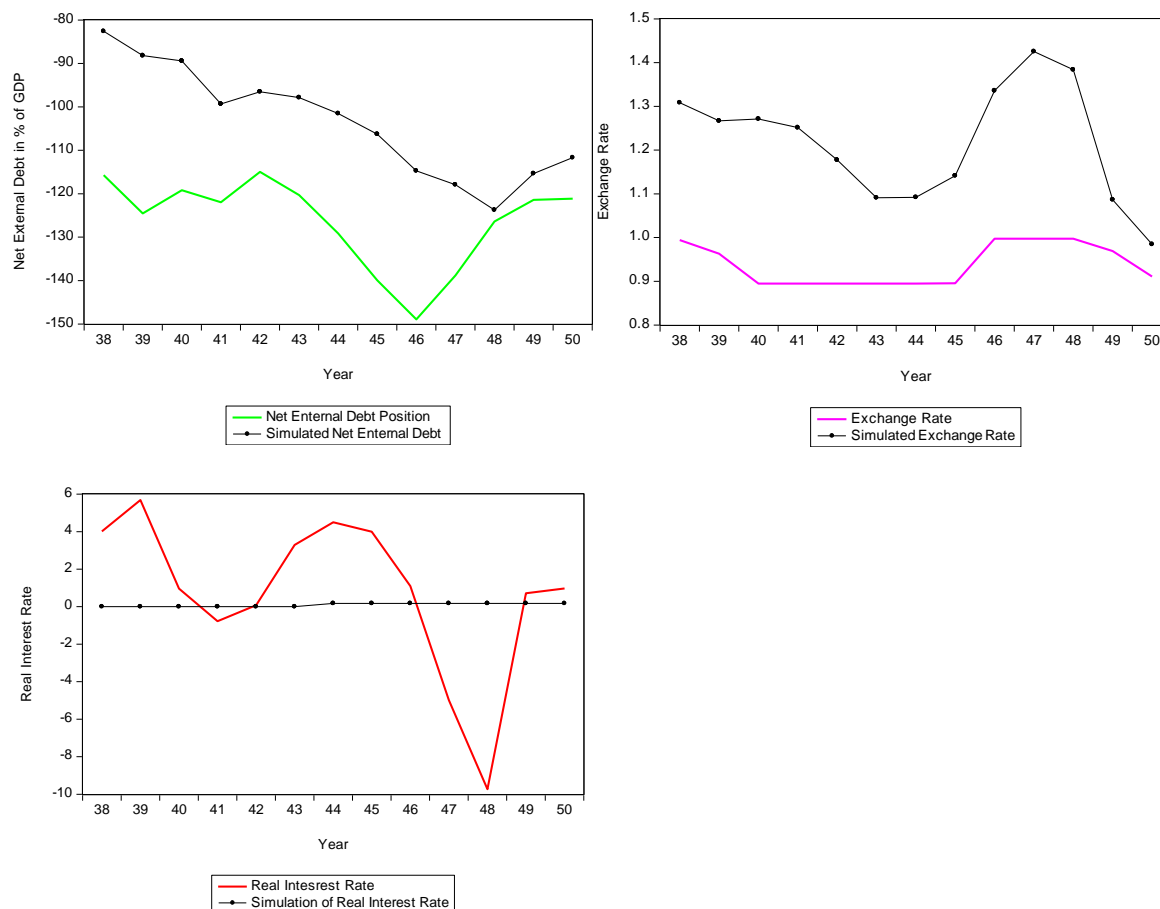 -80
-90
-100
-110
-120
-130
-140
-150
Net External Debt in % of GDP
38 39 40 41 42 43 44 45 46 47 48 49 50
Year
Net Enternal Debt Position
Simulated Net Enternal Debt
1.5
1.4
1.3
1.2
1.1
1.0
0.9
0.8
Exchange Rate
38 39 40 41 42 43 44 45 46 47 48 49 50
Year
Exchange Rate
Simulated Exchange Rate
6
4
2
0
-2
-4
-6
-8
-10
Real Interest Rate
38 39 40 41 42 43 44 45 46 47 48 49 50
Year
Real Intesrest Rate
Simulation of Real Interest Rate